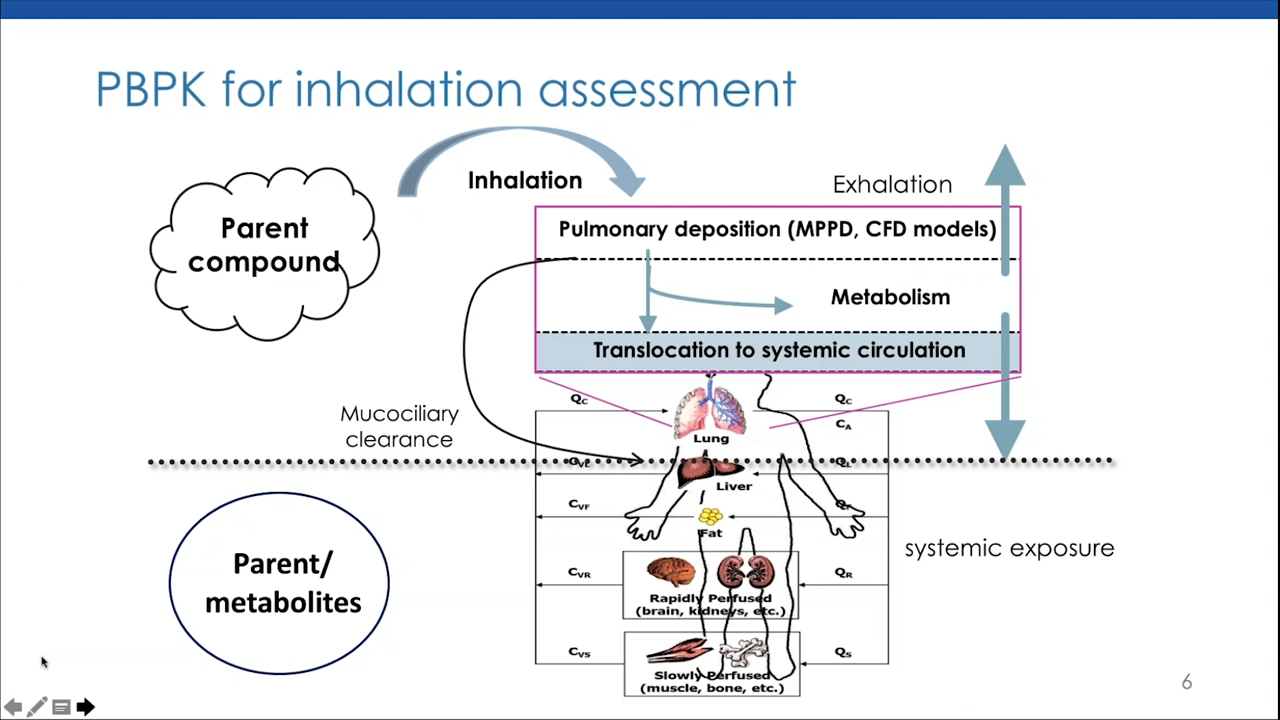 PBPK for inhalation assessment
Inhalation
Exhalation
Parent
compound
Pulmonary deposition (MPPD, CFD models)
Metabolism
Translocation to systemic circulation
Mucociliary
clearance
QC
QC
CA
Lung
QL
Liver
CVF
QF
Fat
CVR
QR
Rapidly Perfused
(brain, kidneys, etc.)
CVS
QS
Slowly Perfused
(muscle, bone, etc.)
Parent/
metabolites
systemic exposure
6